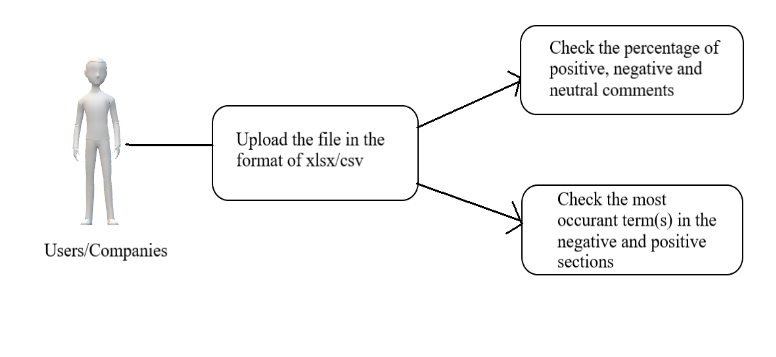 Users/Companies
Upload the file in the
format of xlsx/csv
Check the percentage of
positive, negative and
neutral comments
Check the most
occurant term(s) in the
negative and positive
sections